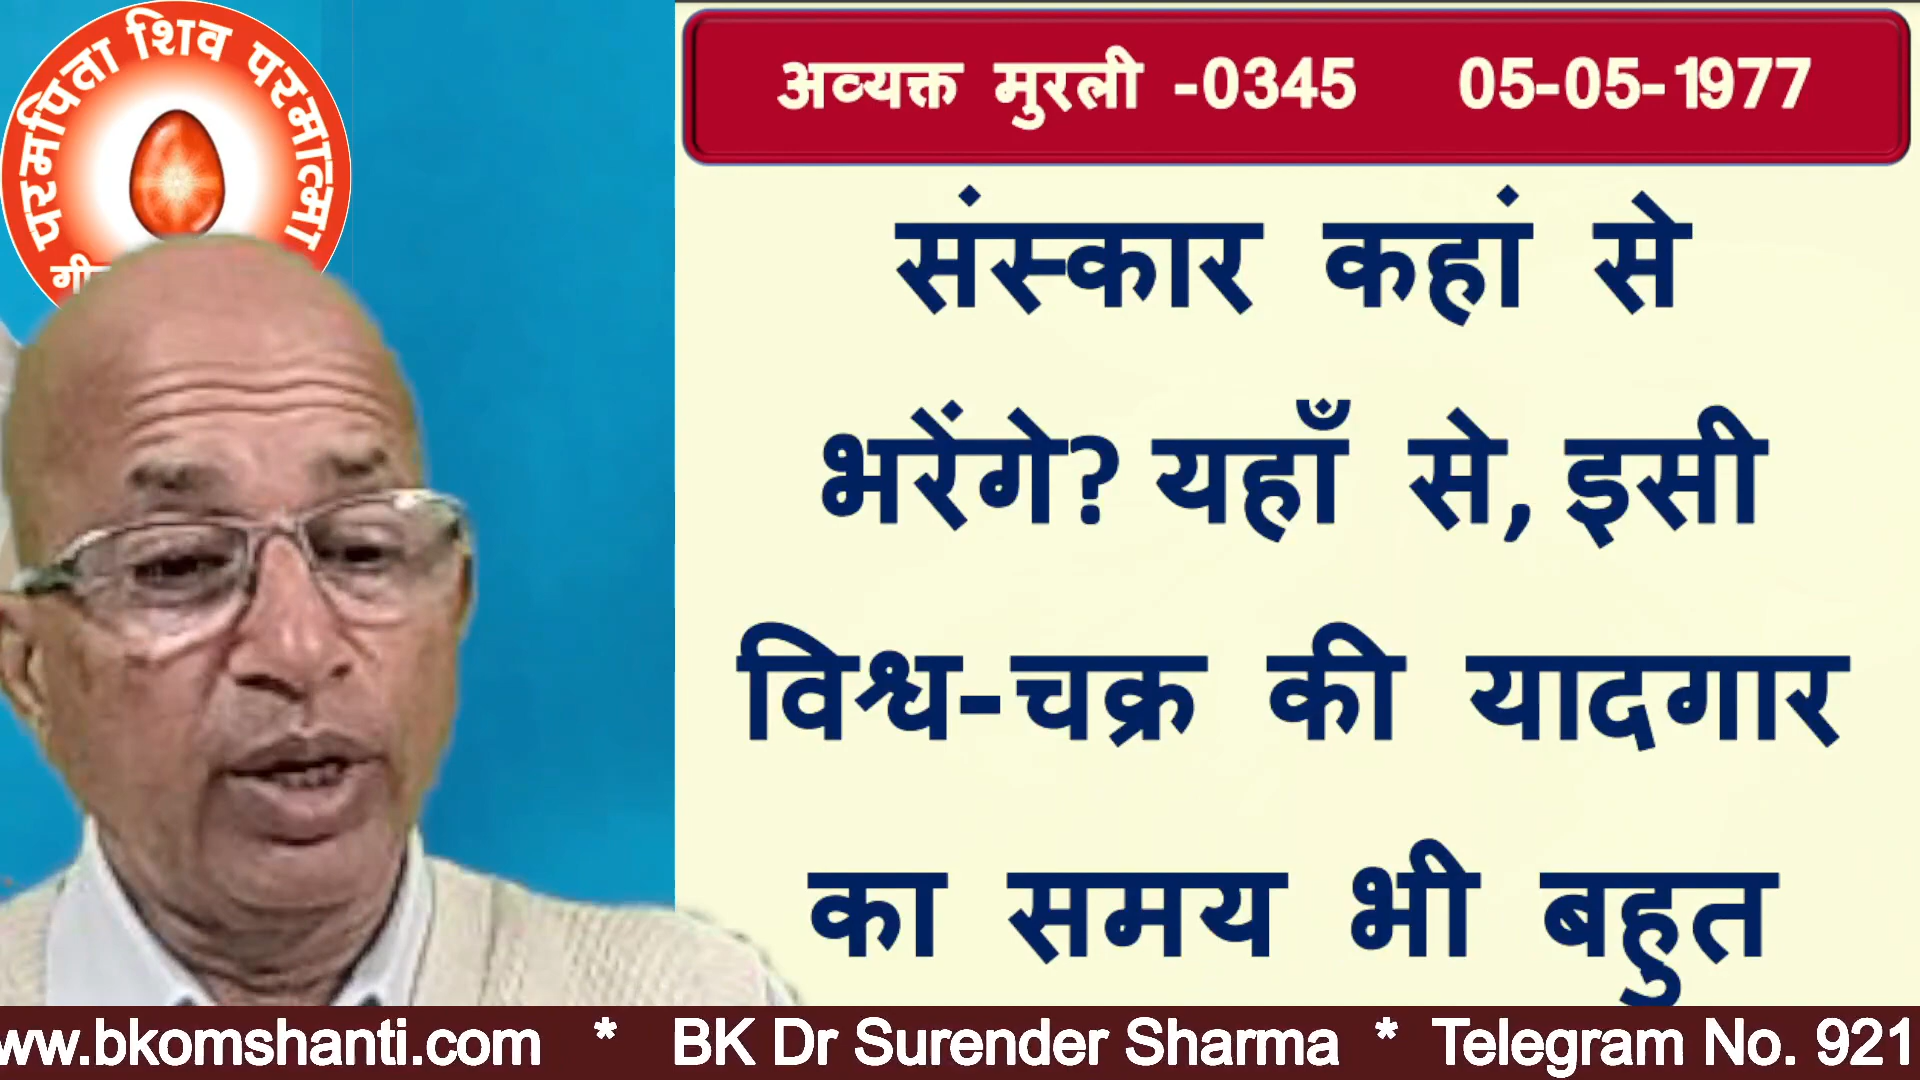 परमपिता शिव परमात्मा
अव्यक्त मुरली -0345 05-05-1977
संस्कार कहां से
भरेंगे? यहाँ से, इसी
विश्व-चक्र की यादगार
का समय भी बहुत
ww.bkomshanti.com * BK Dr Surender Sharma * Telegram No. 921